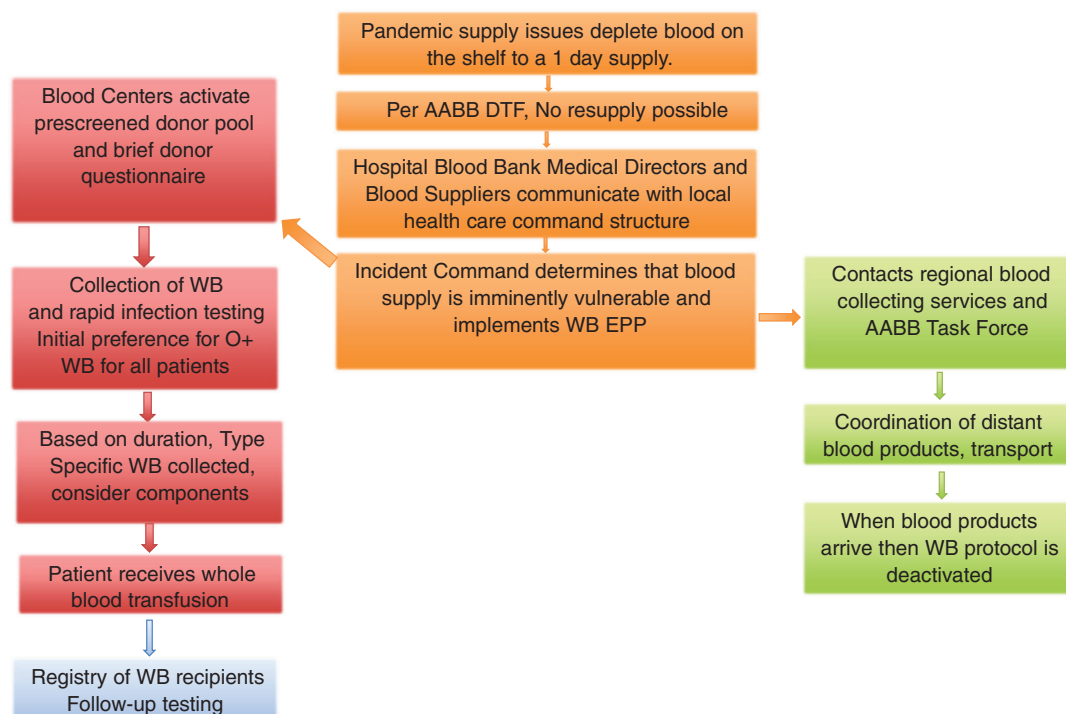 Pandemic supply issues deplete blood on
the shelf to a 1 day supply.
Per AABB DTF, No resupply possible
Hospital Blood Bank Medical Directors and
Blood Suppliers communicate with local
health care command structure
Incident Command determines that blood
supply is imminently vulnerable and
implements WB EPP
Blood Centers activate
prescreened donor pool
and brief donor
questionnaire
Collection of WB
and rapid infection testing
Initial preference for O+
WB for all patients
Based on duration, Type
Specific WB collected,
consider components
Patient receives whole
blood transfusion
Registry of WB recipients
Follow-up testing
Contacts regional blood
collecting services and
AABB Task Force
Coordination of distant
blood products, transport
When blood products
arrive then WB protocol is
deactivated